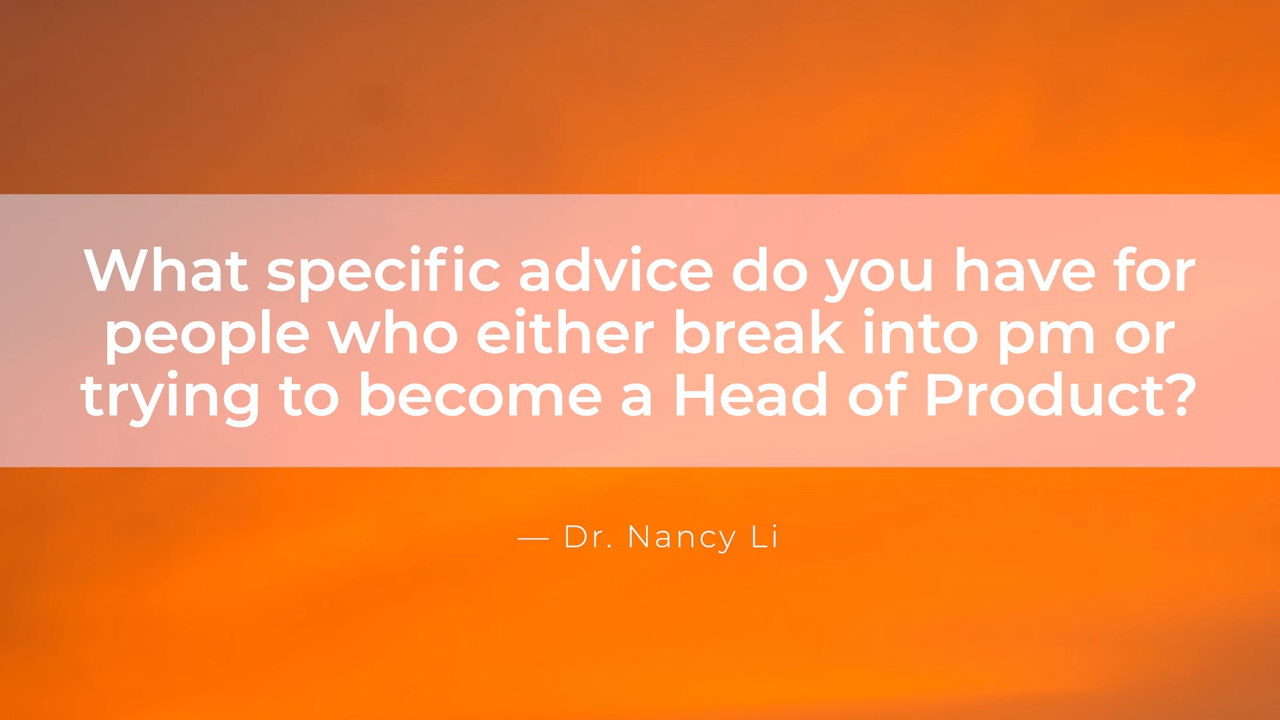 What specific advice do you have for
people who either break into pm or
trying to become a Head of Product?
— Dr. Nancy Li